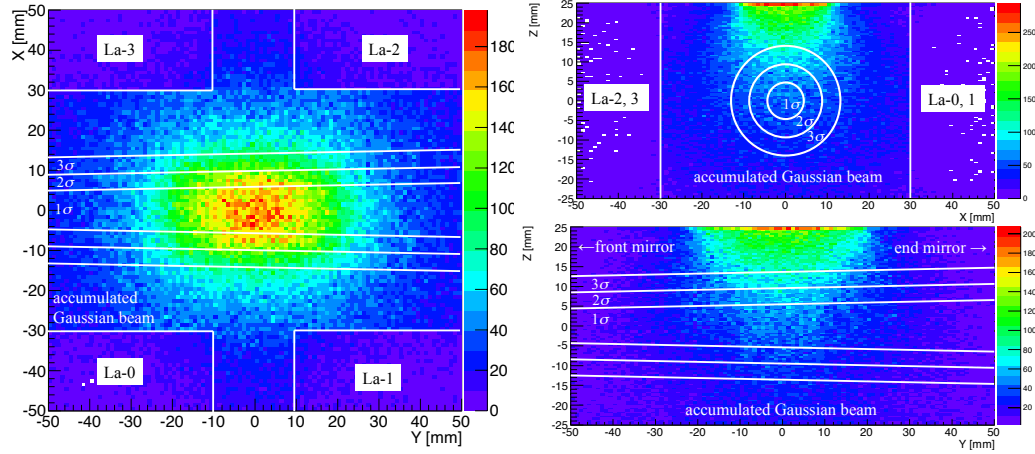 X [mm]
50
40
30
20
10
0
-10
-20
-30
-40
-50
La-3
La-2
3σ
2σ
1σ
accumulated
Gaussian beam
La-0
La-1
-50 -40 -30 -20 -10 0 10 20 30 40 50
Y [mm]
180
160
140
120
100
80
60
40
20
0
Z [mm]
25
20
15
10
5
0
-5
-10
-15
-20
-25
La-2, 3
La-0, 1
1σ
2σ
3σ
accumulated Gaussian beam
-50 -40 -30 -20 -10 0 10 20 30 40 50
X [mm]
250
200
150
100
50
0
Z [mm]
25
20
15
10
5
0
-5
-10
-15
-20
25
←front mirror
end mirror →
3σ
2σ
1σ
accumulated Gaussian beam
-50 -40 -30 -20 -10 0 10 20 30 40 50
Y [mm]
200
180
160
140
120
100
80
60
40
20